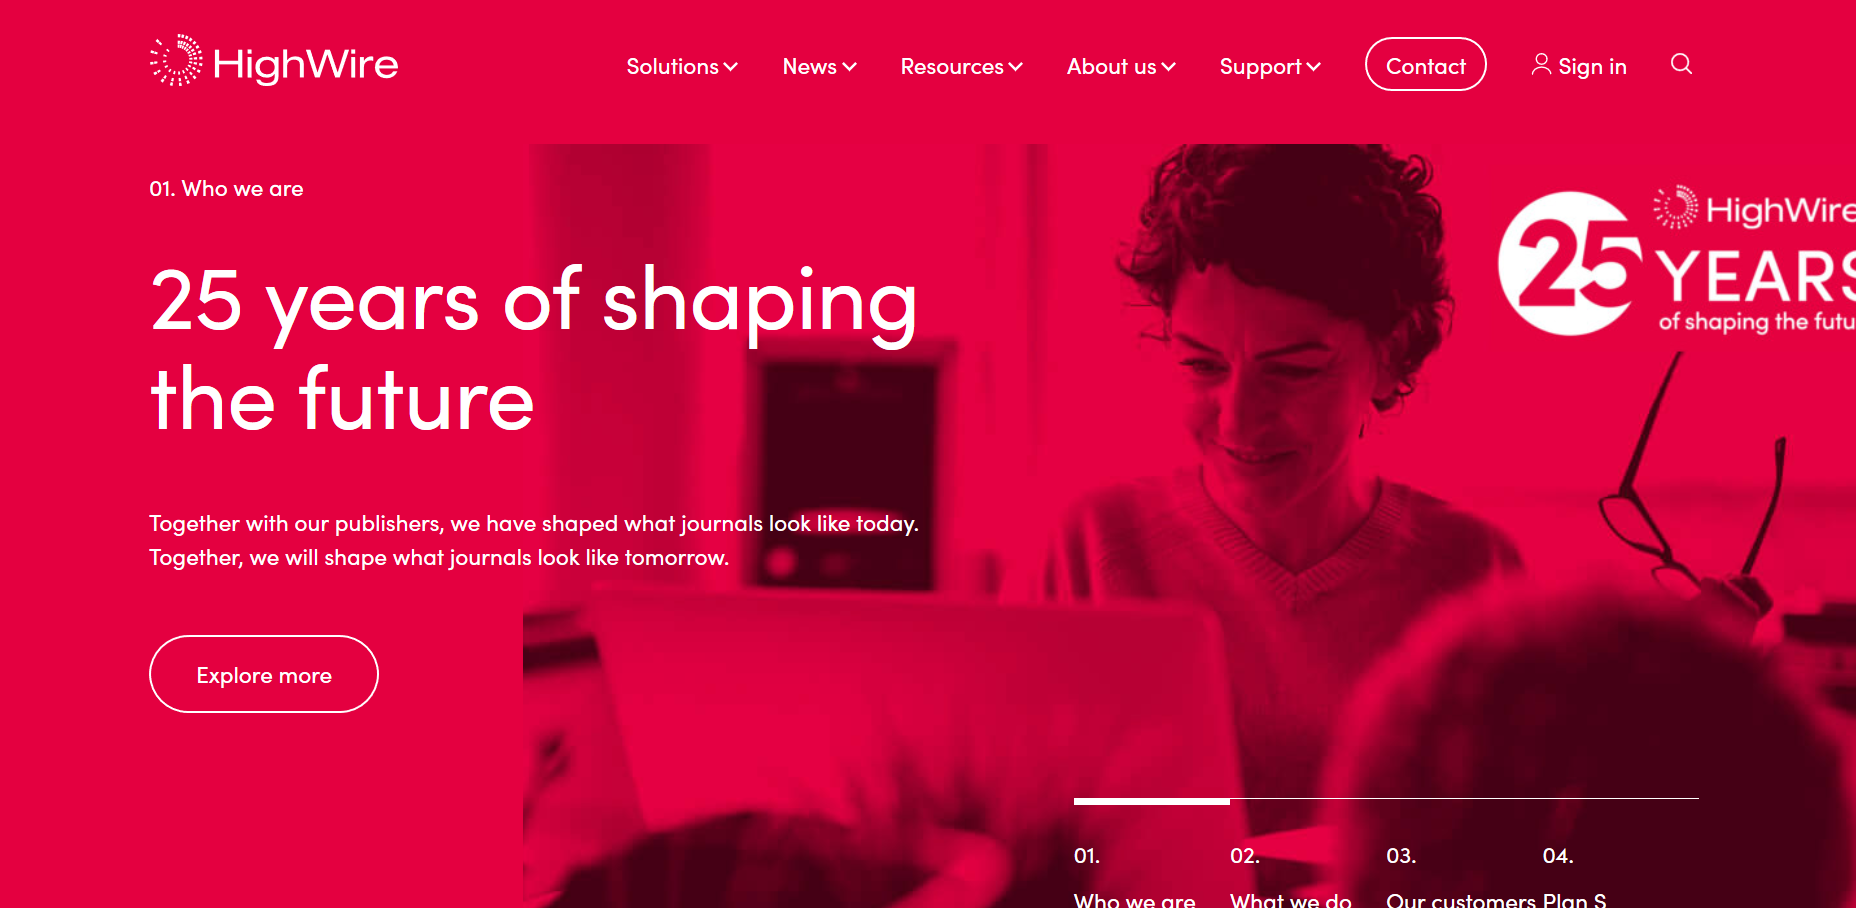 HighWire
Solutions
News
Resources
About us
Support
Contact
Sign in
01. Who we are
25 years of shaping
the future
Together with our publishers, we have shaped what journals look like today.
Together, we will shape what journals look like tomorrow.
Explore more
HighWire
25 YEARS
of shaping the futu
01.
02.
03.
04.
Who we are
What we do
Our customers
Plan S